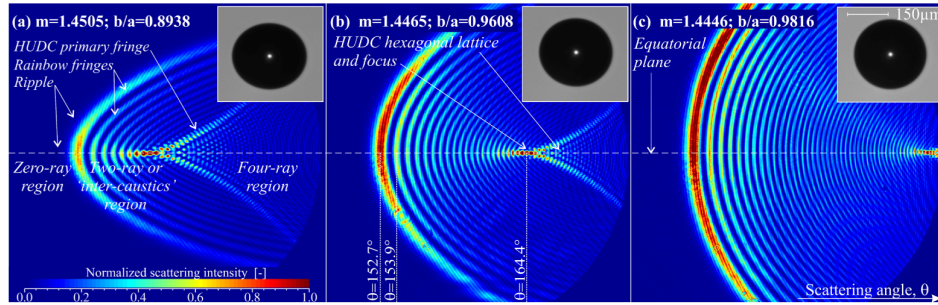 (a) m=1.4505; b/a=0.8938
HUDC primary fringe
Rainbow fringes
Ripple
Zero-ray
region
Two-ray or
'inter-caustics'
region
Four-ray
region
Normalized scattering intensity [-]
0.0 0.2 0.4 0.6 0.8 1.0
(b) m=1.4465; b/a=0.9608
HUDC hexagonal lattice
and focus
θ=152.7°
θ=153.9°
θ=164.4°
(c) m=1.4446; b/a=0.9816
150µm
Equatorial
plane
Scattering angle, θ